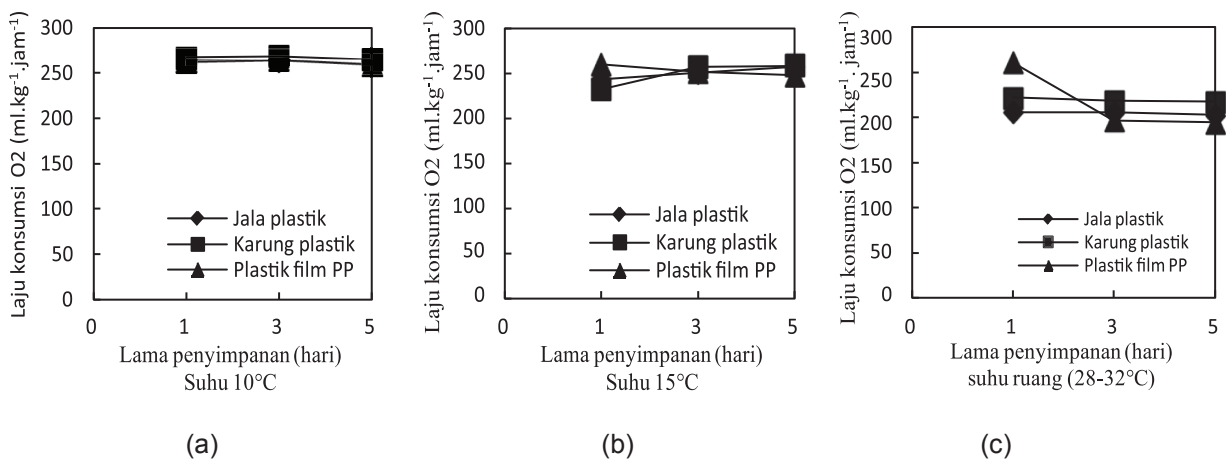 Laju konsumsi O2 (ml.kg⁻¹.jam⁻¹)
300
250
200
150
100
50
0
Jala plastik
Karung plastik
Plastik film PP
0 1 3 5
Lama penyimpanan (hari)
Suhu 10°C
(a)
Laju konsumsi O2 (ml.kg⁻¹.jam⁻¹)
300
250
200
150
100
50
0
Jala plastik
Karung plastik
Plastik film PP
0 1 3 5
Lama penyimpanan (hari)
Suhu 15°C
(b)
Laju konsumsi O2 (ml.kg⁻¹. jam⁻¹)
300
250
200
150
100
50
0
Jala plastik
Karung plastik
Plastik film PP
0 1 3 5
Lama penyimpanan (hari)
suhu ruang (28-32°C)
(c)